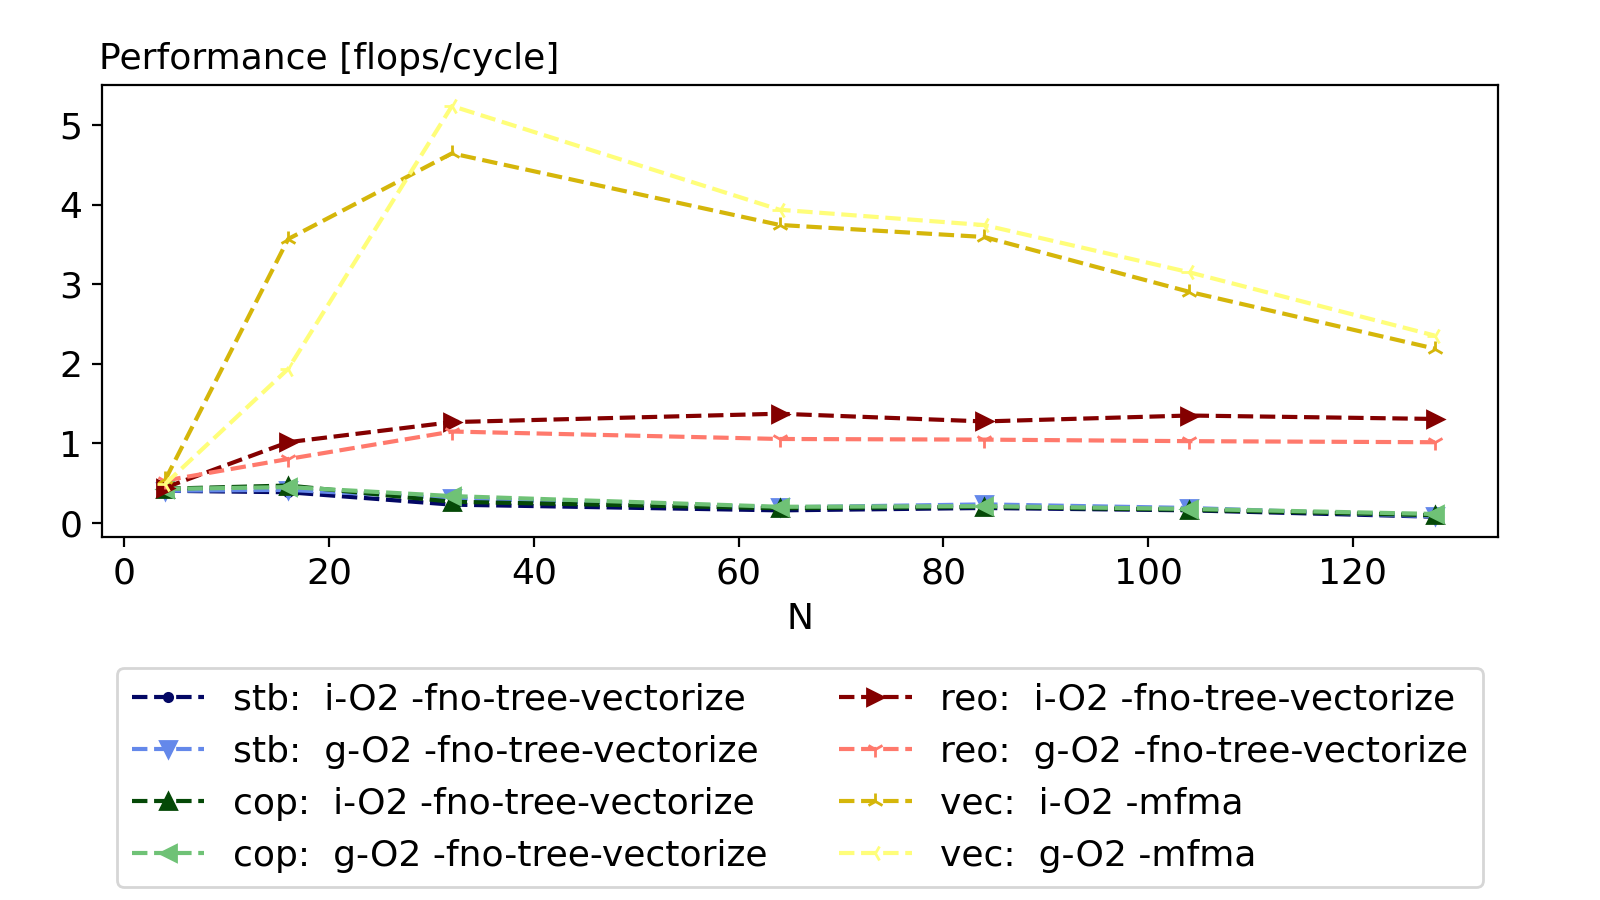 Performance [flops/cycle]
5
4
3
2
1
0
0 20 40 60 80 100 120
N
stb: i-O2 -fno-tree-vectorize
stb: g-O2 -fno-tree-vectorize
cop: i-O2 -fno-tree-vectorize
cop: g-O2 -fno-tree-vectorize
reo: i-O2 -fno-tree-vectorize
reo: g-O2 -fno-tree-vectorize
vec: i-O2 -mfma
vec: g-O2 -mfma